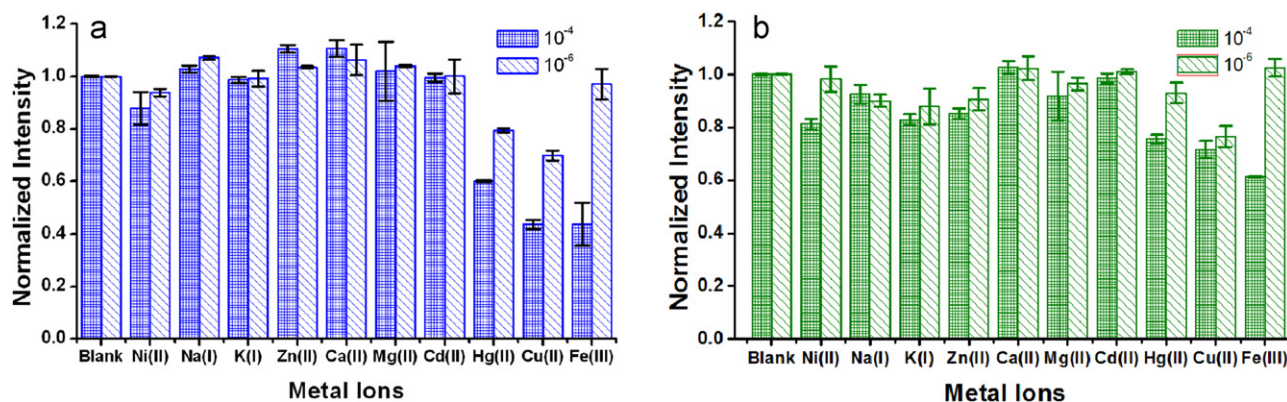 a
10-4
10-6
Normalized Intensity
1.2
1.0
0.8
0.6
0.4
0.2
0.0
Blank Ni(II) Na(I) K(I) Zn(II) Ca(II) Mg(II) Cd(II) Hg(II) Cu(II) Fe(III)
Metal Ions
b
10-4
10-6
Normalized Intensity
1.2
1.0
0.8
0.6
0.4
0.2
0.0
Blank Ni(II) Na(I) K(I) Zn(II) Ca(II) Mg(II) Cd(II) Hg(II) Cu(II) Fe(III)
Metal Ions